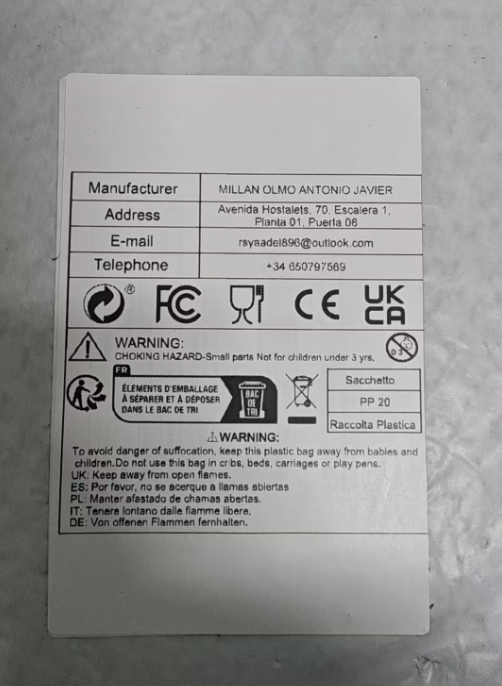 Manufacturer MILLAN OLMO ANTONIO JAVIER
Address Avenida Hostalets, 70, Escalera 1,
Planta 01, Puerta 06
E-mail rsyaadel896@outlook.com
Telephone +34 650797569
® FC CE UK
CA
WARNING:
CHOKING HAZARD-Small parts Not for children under 3 yrs.
0-3
FR
ÉLÉMENTS D'EMBALLAGE
À SÉPARER ET À DÉPOSER
DANS LE BAC DE TRI
BAC
DE
TRI
Sacchetto
PP 20
Raccolta Plastica
⚠WARNING:
To avoid danger of suffocation, keep this plastic bag away from babies and
children.Do not use this bag in cribs, beds, carriages or play pens.
UK: Keep away from open flames.
ES: Por favor, no se acerque a llamas abiertas
PL: Manter afastado de chamas abertas.
IT: Tenere lontano dalle fiamme libere.
DE: Von offenen Flammen fernhalten.